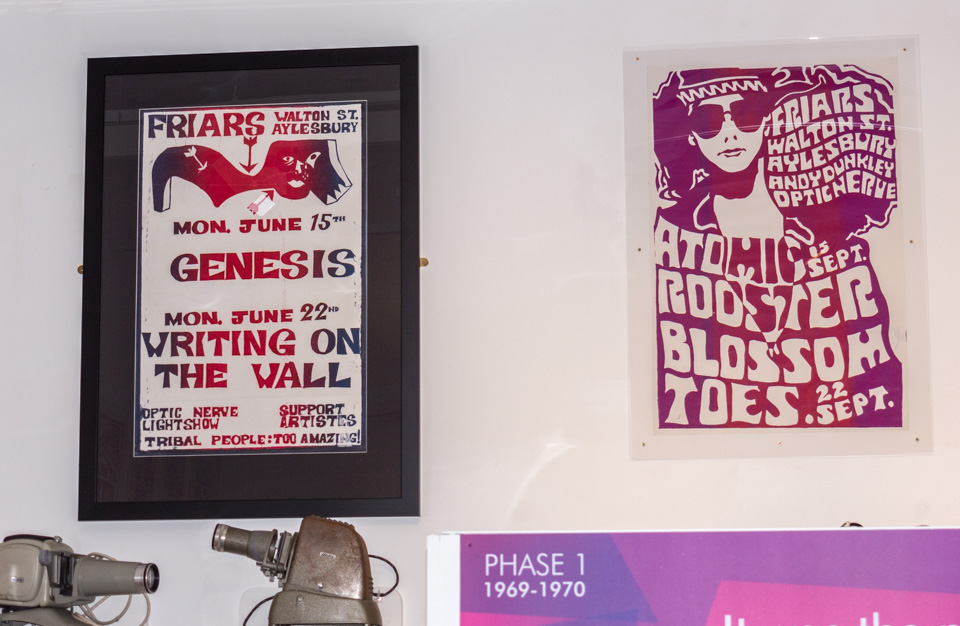 FRIARS WALTON ST.
AYLESBURY
MON. JUNE 15TH
GENESIS
MON. JUNE 22ND
WRITING ON
THE WALL
OPTIC NERVE
LIGHTSHOW
SUPPORT
ARTISTES
TRIBAL PEOPLE: TOO AMAZING!
FRIARS
WALTON ST.
AYLESBURY
ANDY DUNKLEY
OPTIC NERVE
ATOMIC 15 SEPT.
ROOSTER
BLOSSOM
TOES. 22 SEPT.
PHASE 1
1969-1970